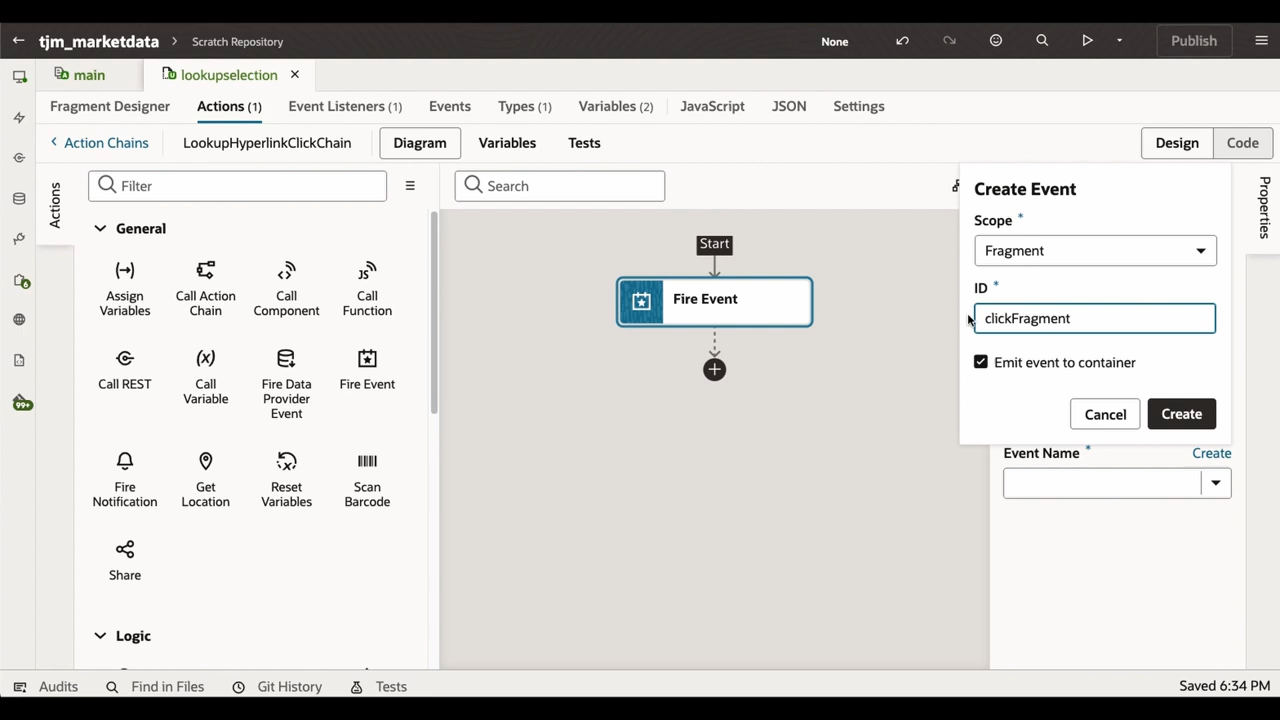 tjm_marketdata
Scratch Repository
None
Publish
main
lookupselection
Fragment Designer
Actions (1)
Event Listeners (1)
Events
Types (1)
Variables (2)
JavaScript
JSON
Settings
Action Chains
LookupHyperlinkClickChain
Diagram
Variables
Tests
Design
Code
Actions
Filter
Search
General
Assign
Variables
Call Action
Chain
Call
Component
Call
Function
Call REST
Call
Variable
Fire Data
Provider
Event
Fire Event
Fire
Notification
Get
Location
Reset
Variables
Scan
Barcode
Share
Logic
Start
Fire Event
Create Event
Scope *
Fragment
ID *
clickFragment
Emit event to container
Cancel
Create
Event Name *
Create
Properties
99+
Audits
Find in Files
Git History
Tests
Saved 6:34 PM